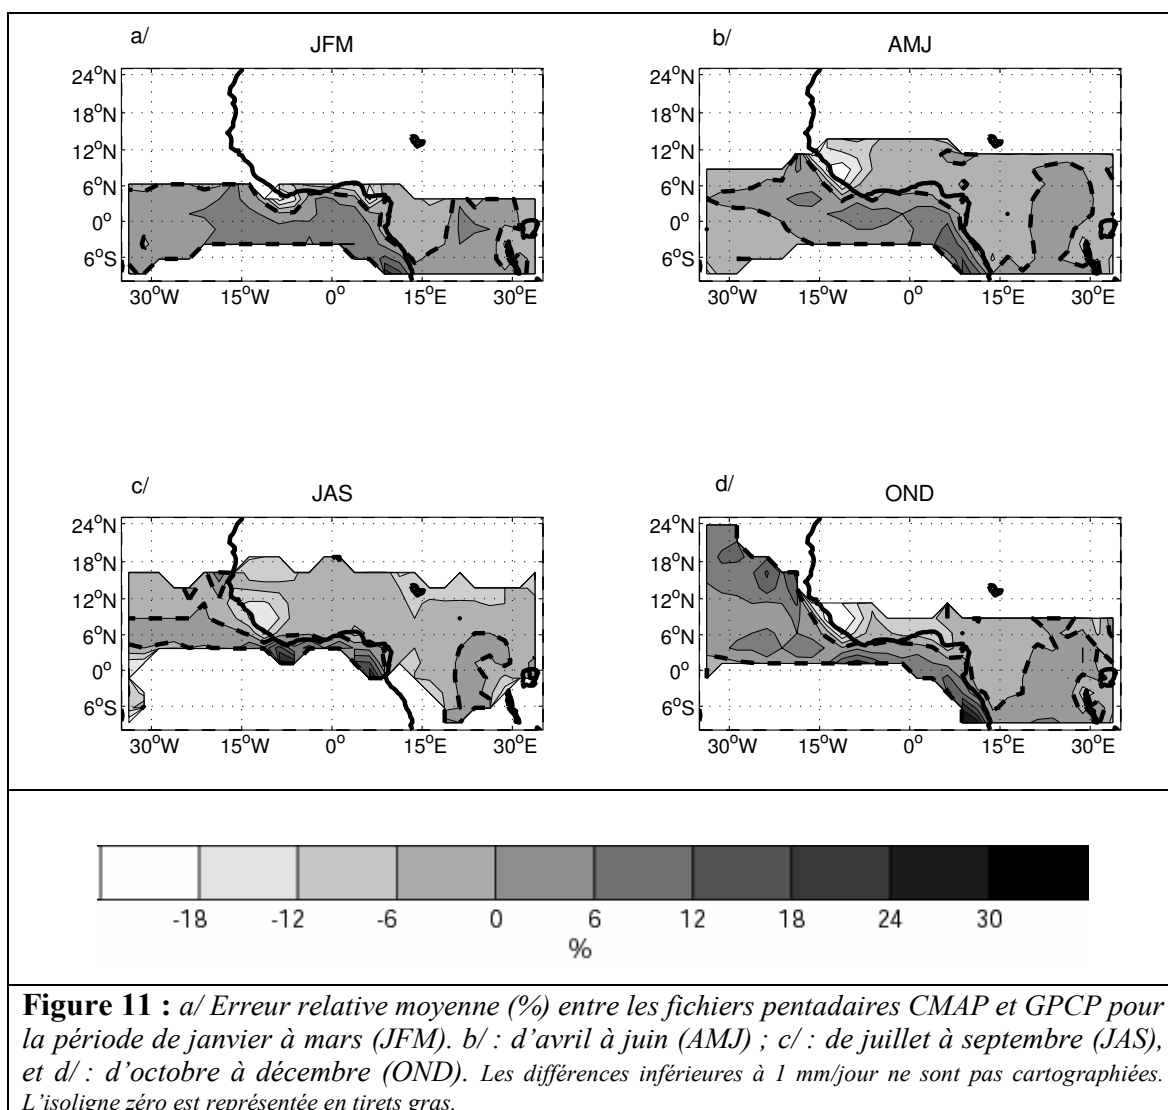 a/
JFM
24°N
18°N
12°N
6°N
0°
6°S
30°W 15°W 0° 15°E 30°E
b/
AMJ
24°N
18°N
12°N
6°N
0°
6°S
30°W 15°W 0° 15°E 30°E
c/
JAS
24°N
18°N
12°N
6°N
0°
6°S
30°W 15°W 0° 15°E 30°E
d/
OND
24°N
18°N
12°N
6°N
0°
6°S
30°W 15°W 0° 15°E 30°E
-18 -12 -6 0 6 12 18 24 30
%
Figure 11 : a/ Erreur relative moyenne (%) entre les fichiers pentadaires CMAP et GPCP pour
la période de janvier à mars (JFM). b/ : d'avril à juin (AMJ) ; c/ : de juillet à septembre (JAS),
et d/ : d'octobre à décembre (OND). Les différences inférieures à 1 mm/jour ne sont pas cartographiées.
L'isoligne zéro est représentée en tirets gras.